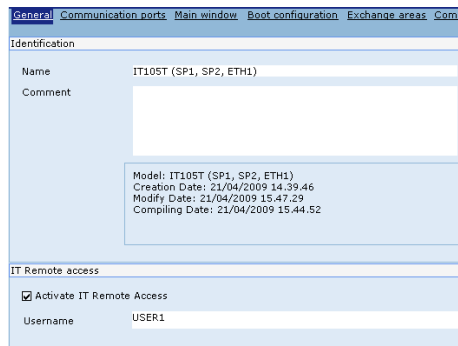 General Communication ports Main window Boot configuration Exchange areas Com
Identification
Name IT105T (SP1, SP2, ETH1)
Comment
Model: IT105T (SP1, SP2, ETH1)
Creation Date: 21/04/2009 14.39.46
Modify Date: 21/04/2009 15.47.29
Compiling Date: 21/04/2009 15.44.52
IT Remote access
Activate IT Remote Access
Username USER1